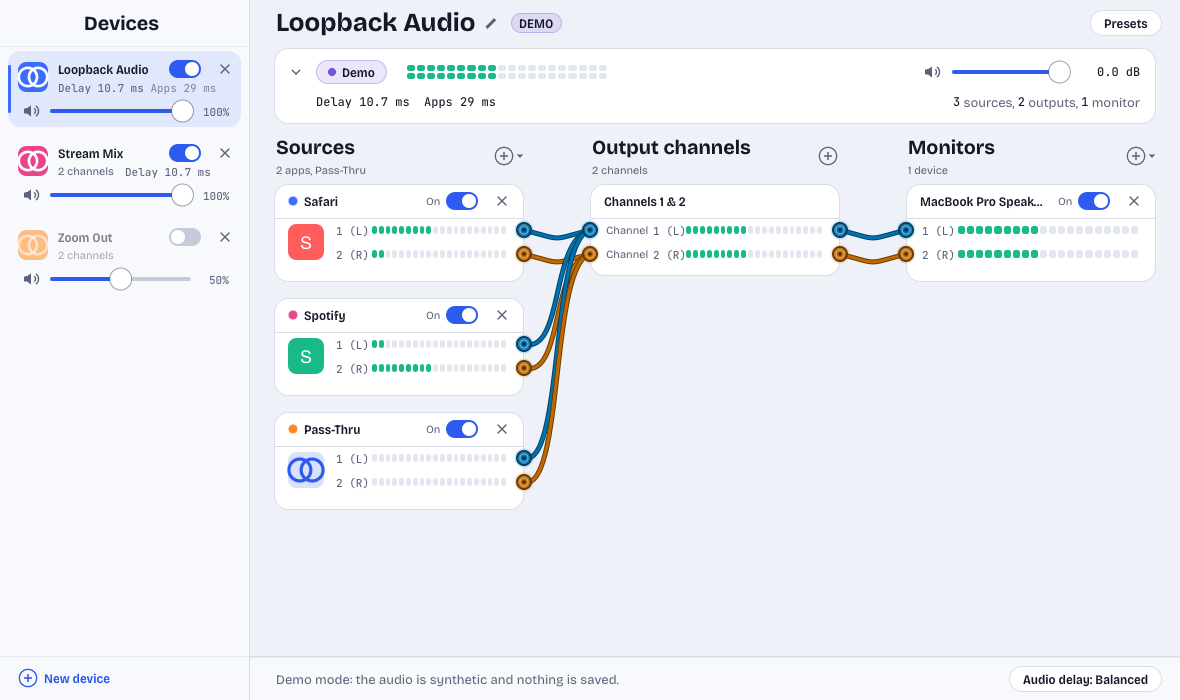 Devices
Loopback Audio
Delay 10.7 ms Apps 29 ms
100%
Stream Mix
2 channels Delay 10.7 ms
100%
Zoom Out
2 channels
50%
New device
Loopback Audio DEMO Presets
Demo 0.0 dB
Delay 10.7 ms Apps 29 ms 3 sources, 2 outputs, 1 monitor
Sources
2 apps, Pass-Thru
Safari On
S
1 (L)
2 (R)
Spotify On
S
1 (L)
2 (R)
Pass-Thru On
1 (L)
2 (R)
Output channels
2 channels
Channels 1 & 2
Channel 1 (L)
Channel 2 (R)
Monitors
1 device
MacBook Pro Speak... On
1 (L)
2 (R)
Demo mode: the audio is synthetic and nothing is saved. Audio delay: Balanced